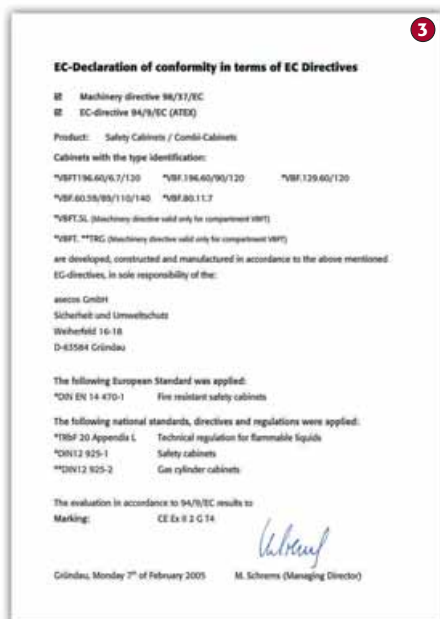 3
EC-Declaration of conformity in terms of EC Directives
Machinery directive 98/37/EC
EC-directive 94/9/EC (ATEX)
Product: Safety Cabinets / Combi-Cabinets
Cabinets with the type identification:
*VBFT196.60/6.7/120 *VBF.196.60/90/120 *VBF.129.60/120
*VBF.60.59/89/110/140 *VBF.80.11.7
*VBFT.SL (Maschinery directive valid only for compartment VBFT)
*VBFT. **TRG (Maschinery directive valid only for compartment VBFT)
are developed, constructed and manufactured in accordance to the above mentioned
EG-directives, in sole responsibility of the:
asecos GmbH
Sicherheit und Umweltschutz
Weiherfeld 16-18
D-63584 Gründau
The following European Standard was applied:
*DIN EN 14 470-1 Fire resistant safety cabinets
The following national standards, directives and regulations were applied:
*TRbF 20 Appendix L Technical regulation for flammable liquids
*DIN12 925-1 Safety cabinets
**DIN12 925-2 Gas cylinder cabinets
The evaluation in accordance to 94/9/EC results to
Marking: CE Ex II 2 G T4
Gründau, Monday 7th of February 2005 M. Schrems (Managing Director)